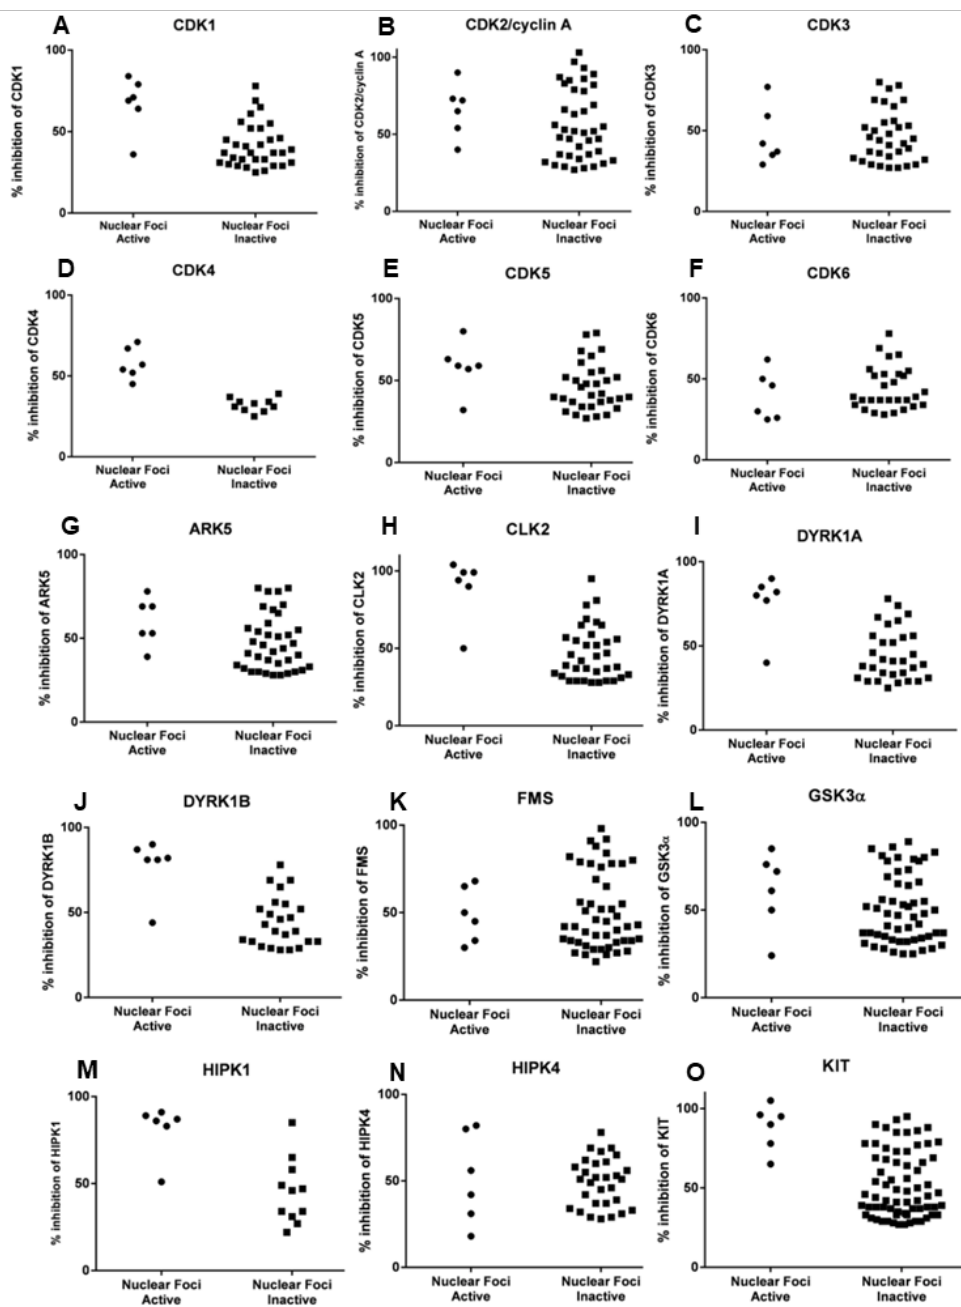 A
CDK1
% inhibition of CDK1
100
50
0
Nuclear Foci
Active
Nuclear Foci
Inactive
B
CDK2/cyclin A
% inhibition of CDK2/cyclin A
100
50
0
Nuclear Foci
Active
Nuclear Foci
Inactive
C
CDK3
% inhibition of CDK3
100
50
0
Nuclear Foci
Active
Nuclear Foci
Inactive
D
CDK4
% inhibition of CDK4
100
50
0
Nuclear Foci
Active
Nuclear Foci
Inactive
E
CDK5
% inhibition of CDK5
100
50
0
Nuclear Foci
Active
Nuclear Foci
Inactive
F
CDK6
% inhibition of CDK6
100
50
0
Nuclear Foci
Active
Nuclear Foci
Inactive
G
ARK5
% inhibition of ARK5
100
50
0
Nuclear Foci
Active
Nuclear Foci
Inactive
H
CLK2
% inhibition of CLK2
100
50
0
Nuclear Foci
Active
Nuclear Foci
Inactive
I
DYRK1A
% inhibition of DYRK1A
100
50
0
Nuclear Foci
Active
Nuclear Foci
Inactive
J
DYRK1B
% inhibition of DYRK1B
100
50
0
Nuclear Foci
Active
Nuclear Foci
Inactive
K
FMS
% inhibition of FMS
100
50
0
Nuclear Foci
Active
Nuclear Foci
Inactive
L
GSK3α
% inhibition of GSK3α
100
50
0
Nuclear Foci
Active
Nuclear Foci
Inactive
M
HIPK1
% inhibition of HIPK1
100
50
0
Nuclear Foci
Active
Nuclear Foci
Inactive
N
HIPK4
% inhibition of HIPK4
100
50
0
Nuclear Foci
Active
Nuclear Foci
Inactive
O
KIT
% inhibition of KIT
100
50
0
Nuclear Foci
Active
Nuclear Foci
Inactive